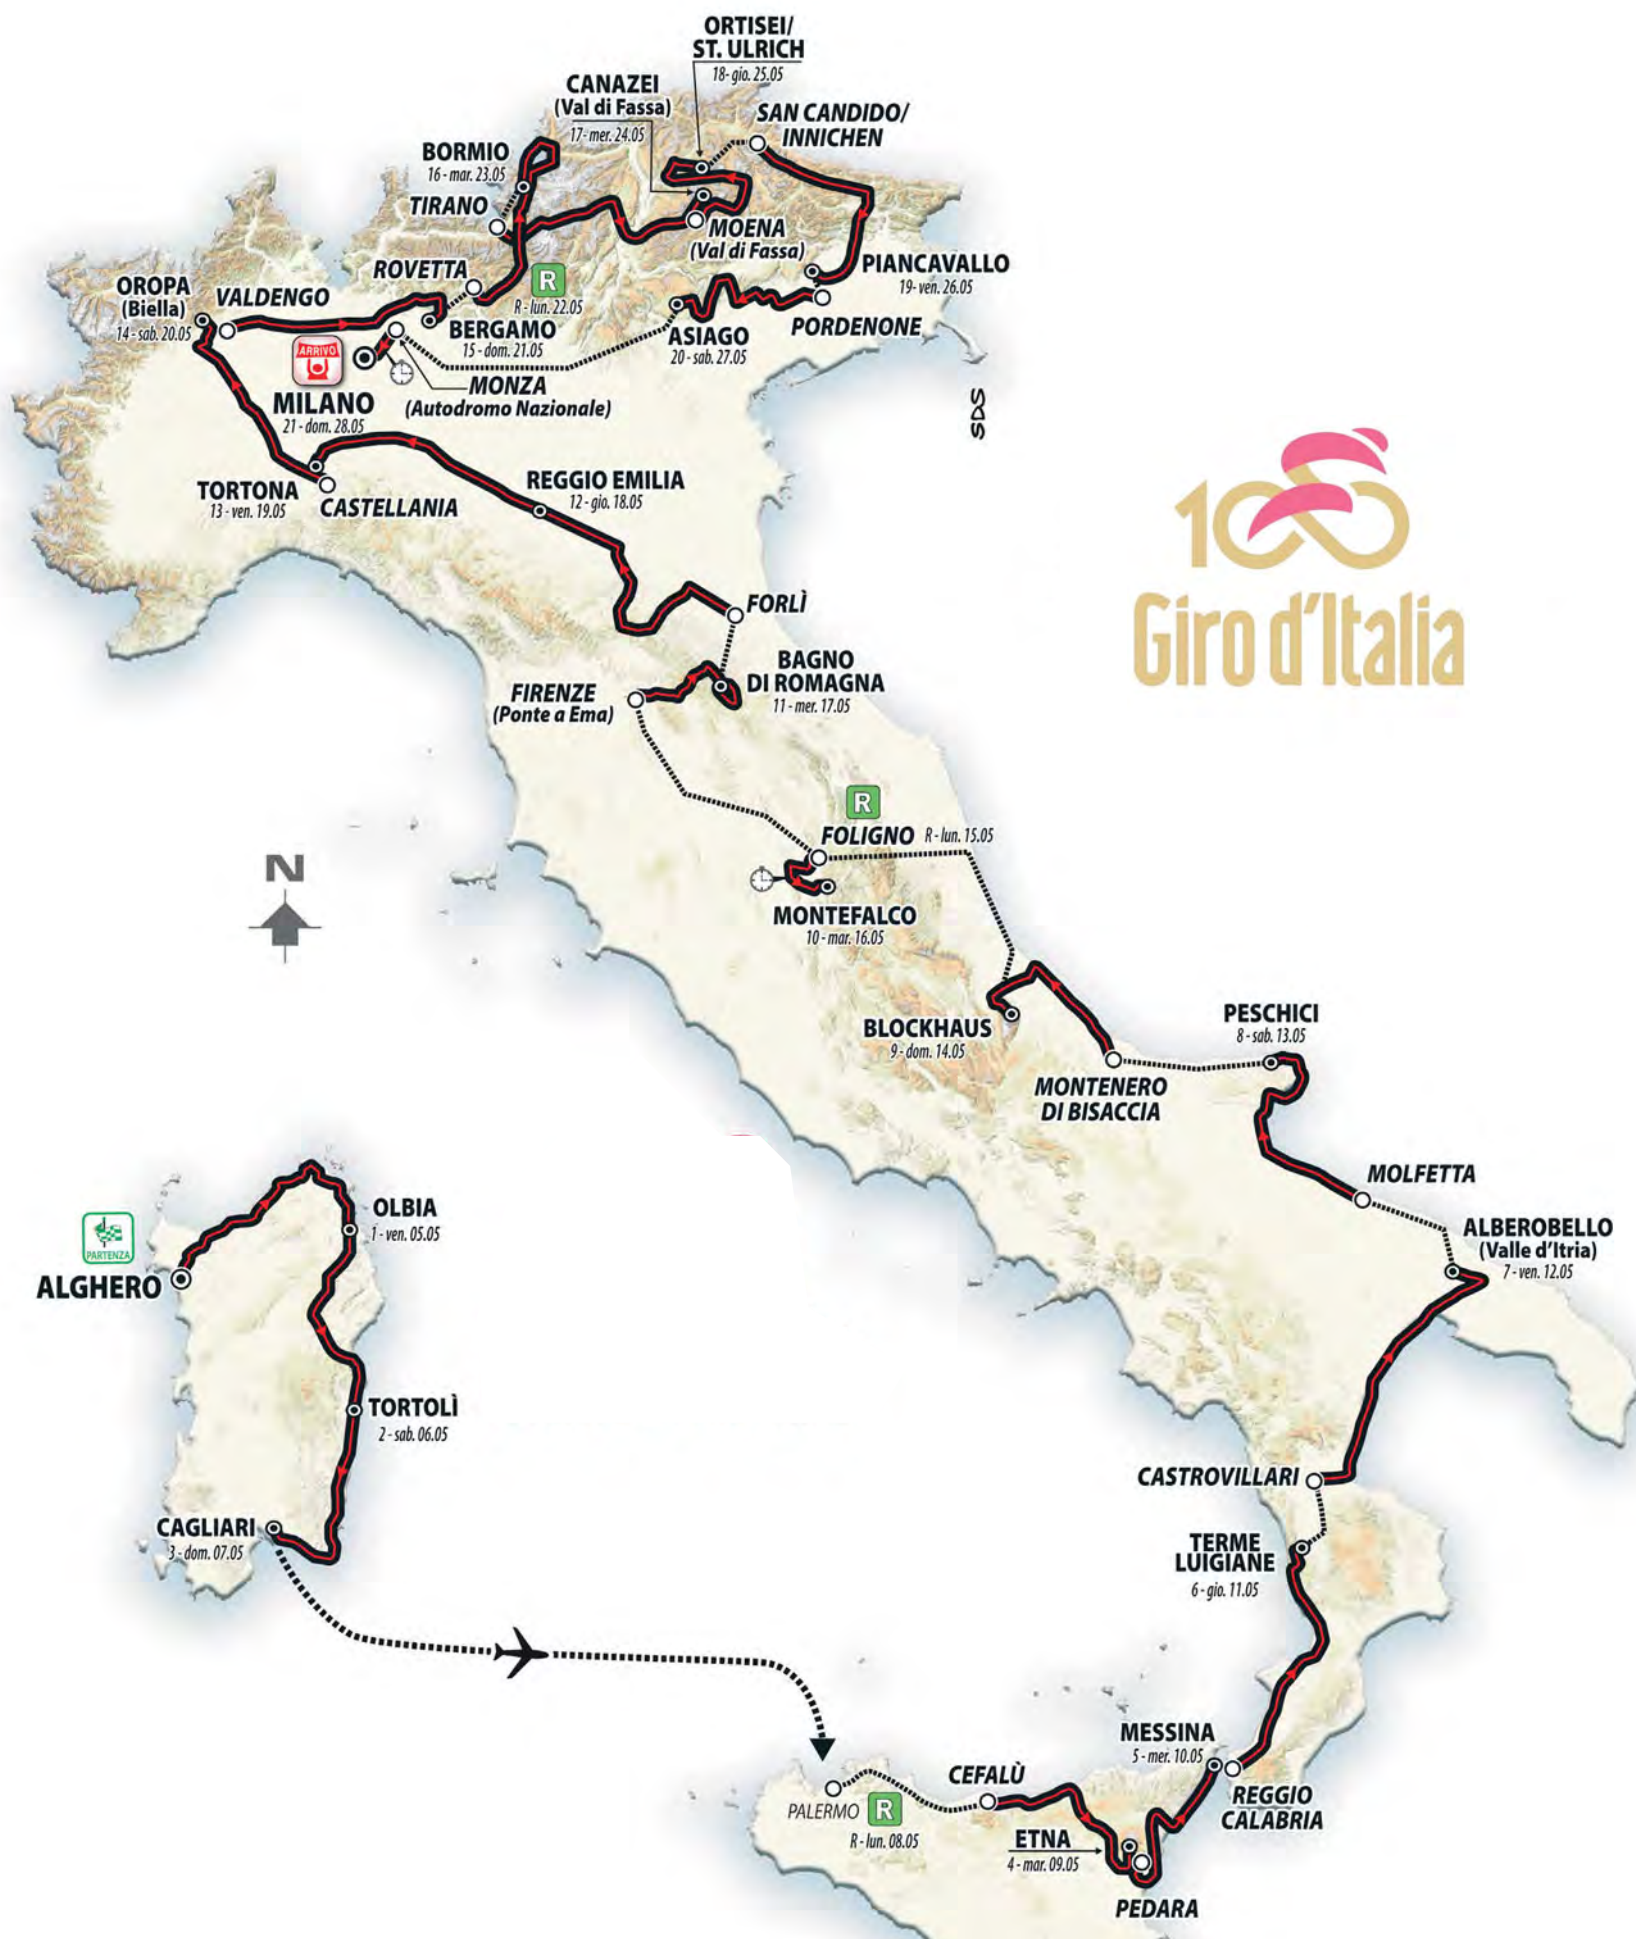 ORTISEI/
ST. ULRICH
18- gio. 25.05
CANAZEI
(Val di Fassa)
17- mer. 24.05
SAN CANDIDO/
INNICHEN
BORMIO
16 - mar. 23.05
TIRANO
MOENA
(Val di Fassa)
ROVETTA
R
R - lun. 22.05
PIANCAVALLO
19- ven. 26.05
OROPA
(Biella)
14 - sab. 20.05
VALDENGO
BERGAMO
15 - dom. 21.05
ASIAGO
20 - sab. 27.05
PORDENONE
ARRIVO
MILANO
21 - dom. 28.05
MONZA
(Autodromo Nazionale)
SDS
TORTONA
13 - ven. 19.05
CASTELLANIA
REGGIO EMILIA
12 - gio. 18.05
100
Giro d'Italia
FORLÌ
BAGNO
DI ROMAGNA
11 - mer. 17.05
FIRENZE
(Ponte a Ema)
R
FOLIGNO R - lun. 15.05
N
MONTEFALCO
10 - mar. 16.05
BLOCKHAUS
9 - dom. 14.05
PESCHICI
8 - sab. 13.05
MONTENERO
DI BISACCIA
MOLFETTA
ALBEROBELLO
(Valle d'Itria)
7 - ven. 12.05
OLBIA
1 - ven. 05.05
PARTENZA
ALGHERO
TORTOLÌ
2 - sab. 06.05
CAGLIARI
3 - dom. 07.05
CASTROVILLARI
TERME
LUIGIANE
6 - gio. 11.05
MESSINA
5 - mer. 10.05
REGGIO
CALABRIA
CEFALÙ
PALERMO
R
R - lun. 08.05
ETNA
4 - mar. 09.05
PEDARA